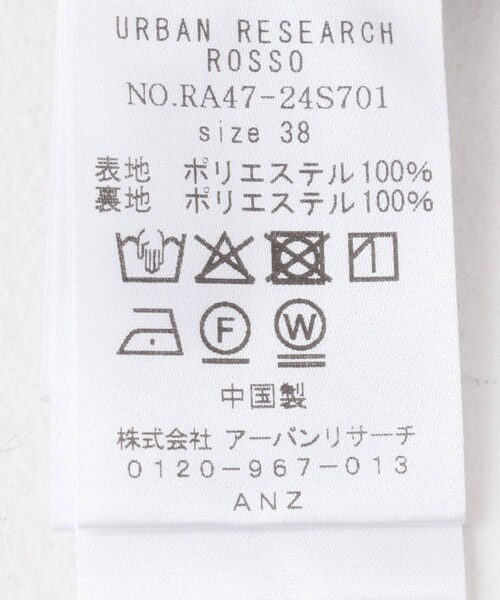 URBAN RESEARCH
ROSSO
NO.RA47-24S701
size 38
表地 ポリエステル100%
裏地 ポリエステル100%
F W
中国製
株式会社 アーバンリサーチ
0120-967-013
ANZ